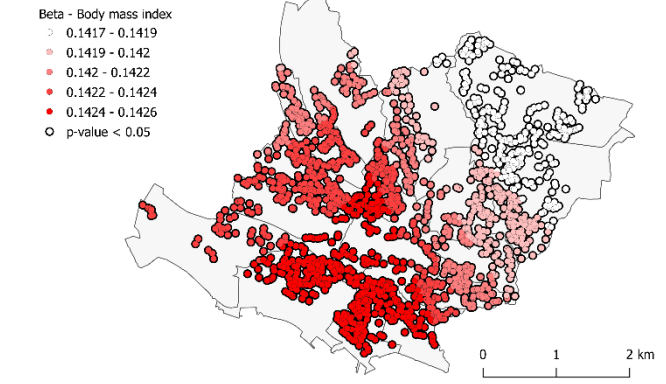 Beta - Body mass index
0.1417 - 0.1419
0.1419 - 0.142
0.142 - 0.1422
0.1422 - 0.1424
0.1424 - 0.1426
p-value < 0.05
0 1 2 km